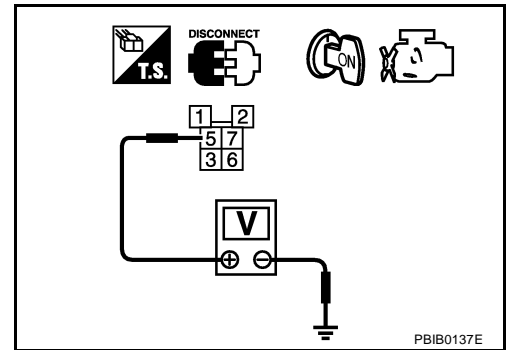 DISCONNECT
T.S.
ON
1 2
5 7
3 6
V
+ −
PBIB0137E